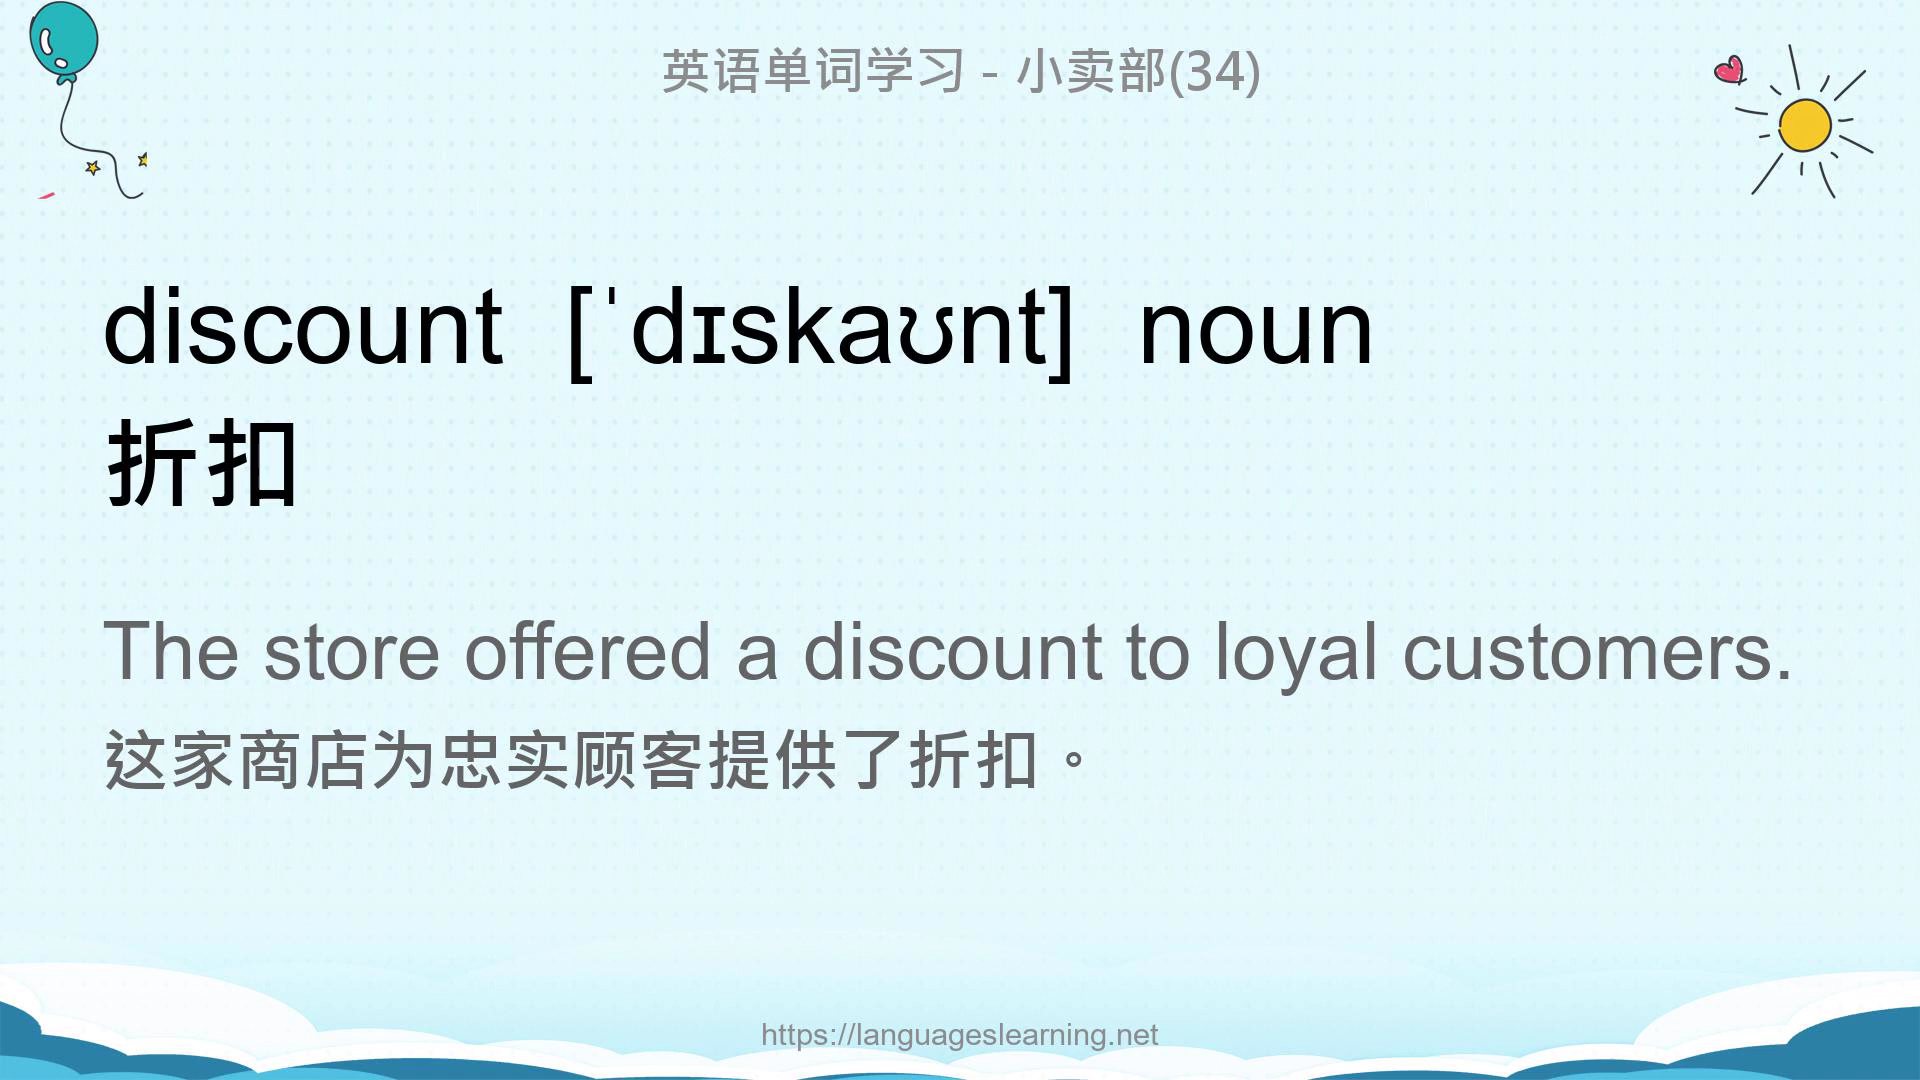 英语单词学习 - 小卖部(34)
discount [ˈdɪskaʊnt] noun
折扣
The store offered a discount to loyal customers.
这家商店为忠实顾客提供了折扣。
https://languageslearning.net